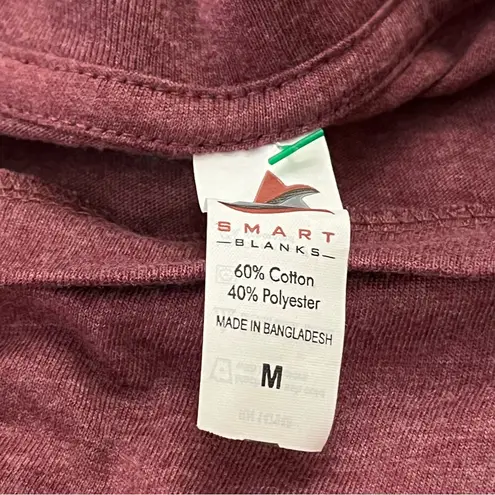 SMART
BLANKS
60% Cotton
40% Polyester
MADE IN BANGLADESH
M